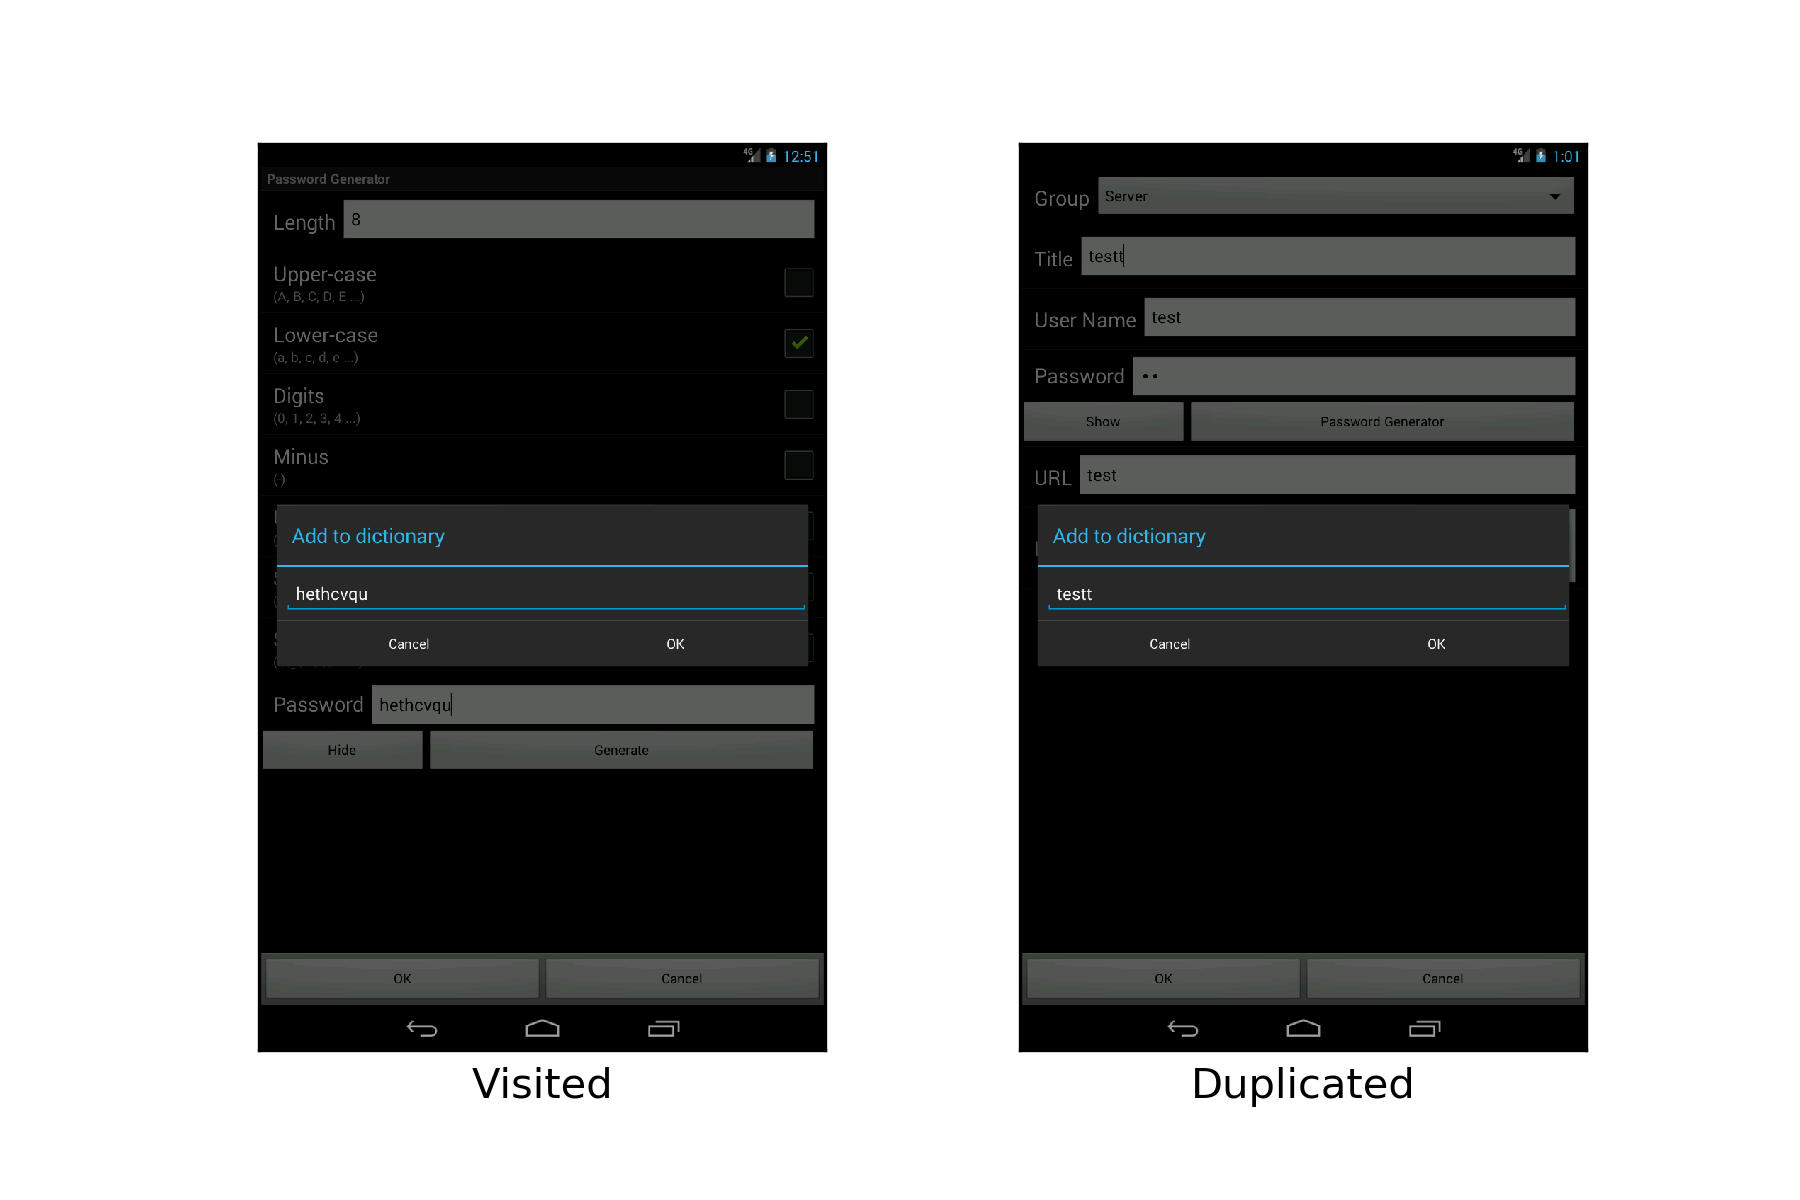 4G 12:51
Password Generator
Length 8
Upper-case
(A, B, C, D, E ...)
Lower-case
(a, b, c, d, e ...)
Digits
(0, 1, 2, 3, 4 ...)
Minus
(-)
Add to dictionary
hethcvqu
Cancel OK
Password hethcvqu
Hide Generate
OK Cancel
Visited
4G 1:01
Group Server
Title testt
User Name test
Password ••
Show Password Generator
URL test
Add to dictionary
testt
Cancel OK
OK Cancel
Duplicated